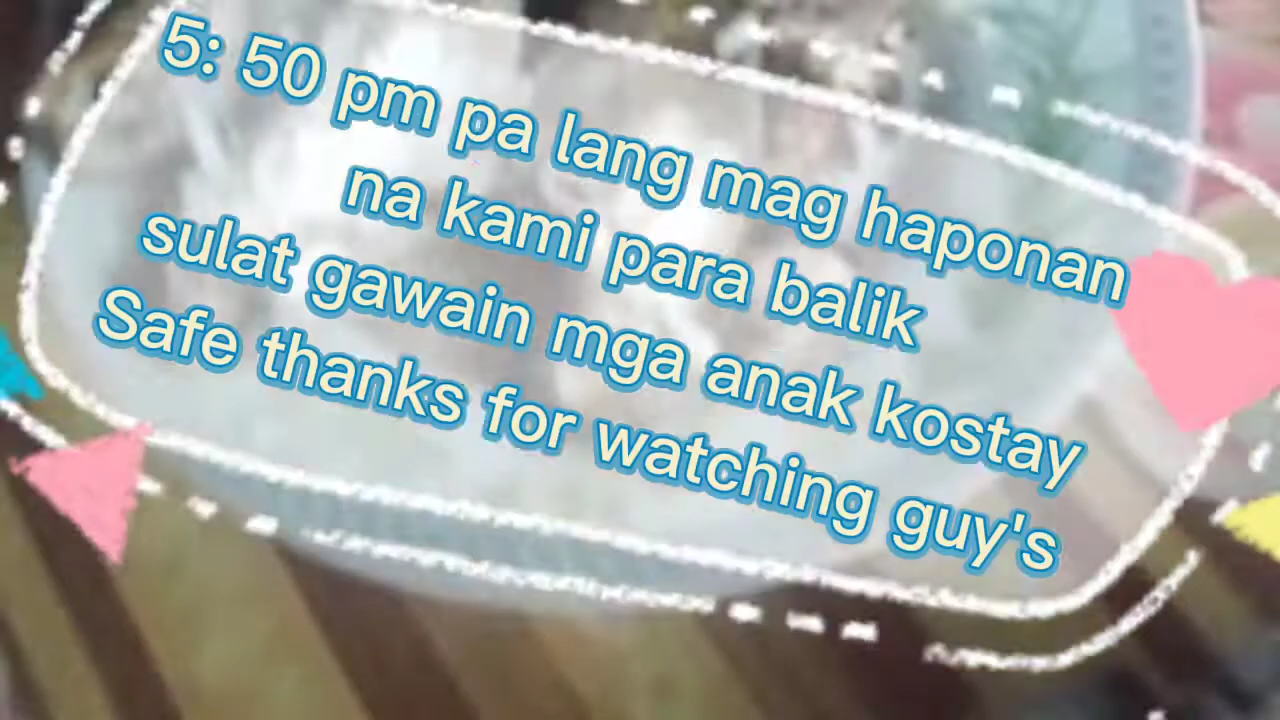 5: 50 pm pa lang mag haponan
na kami para balik
sulat gawain mga anak kostay
Safe thanks for watching guy's